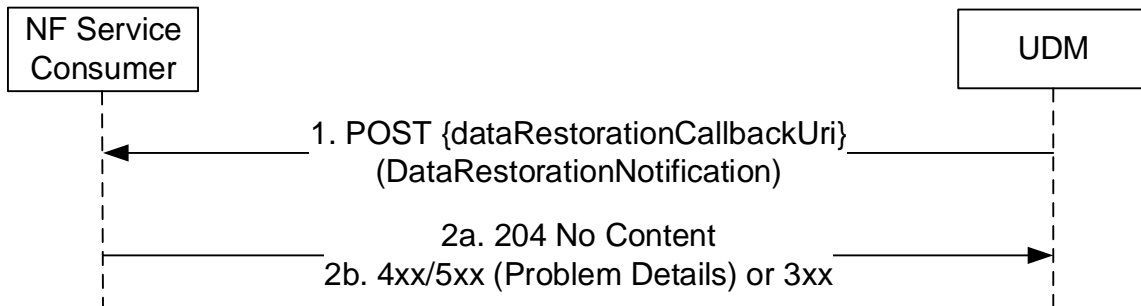 NF Service
Consumer
UDM
1. POST {dataRestorationCallbackUri}
(DataRestorationNotification)
2a. 204 No Content
2b. 4xx/5xx (Problem Details) or 3xx